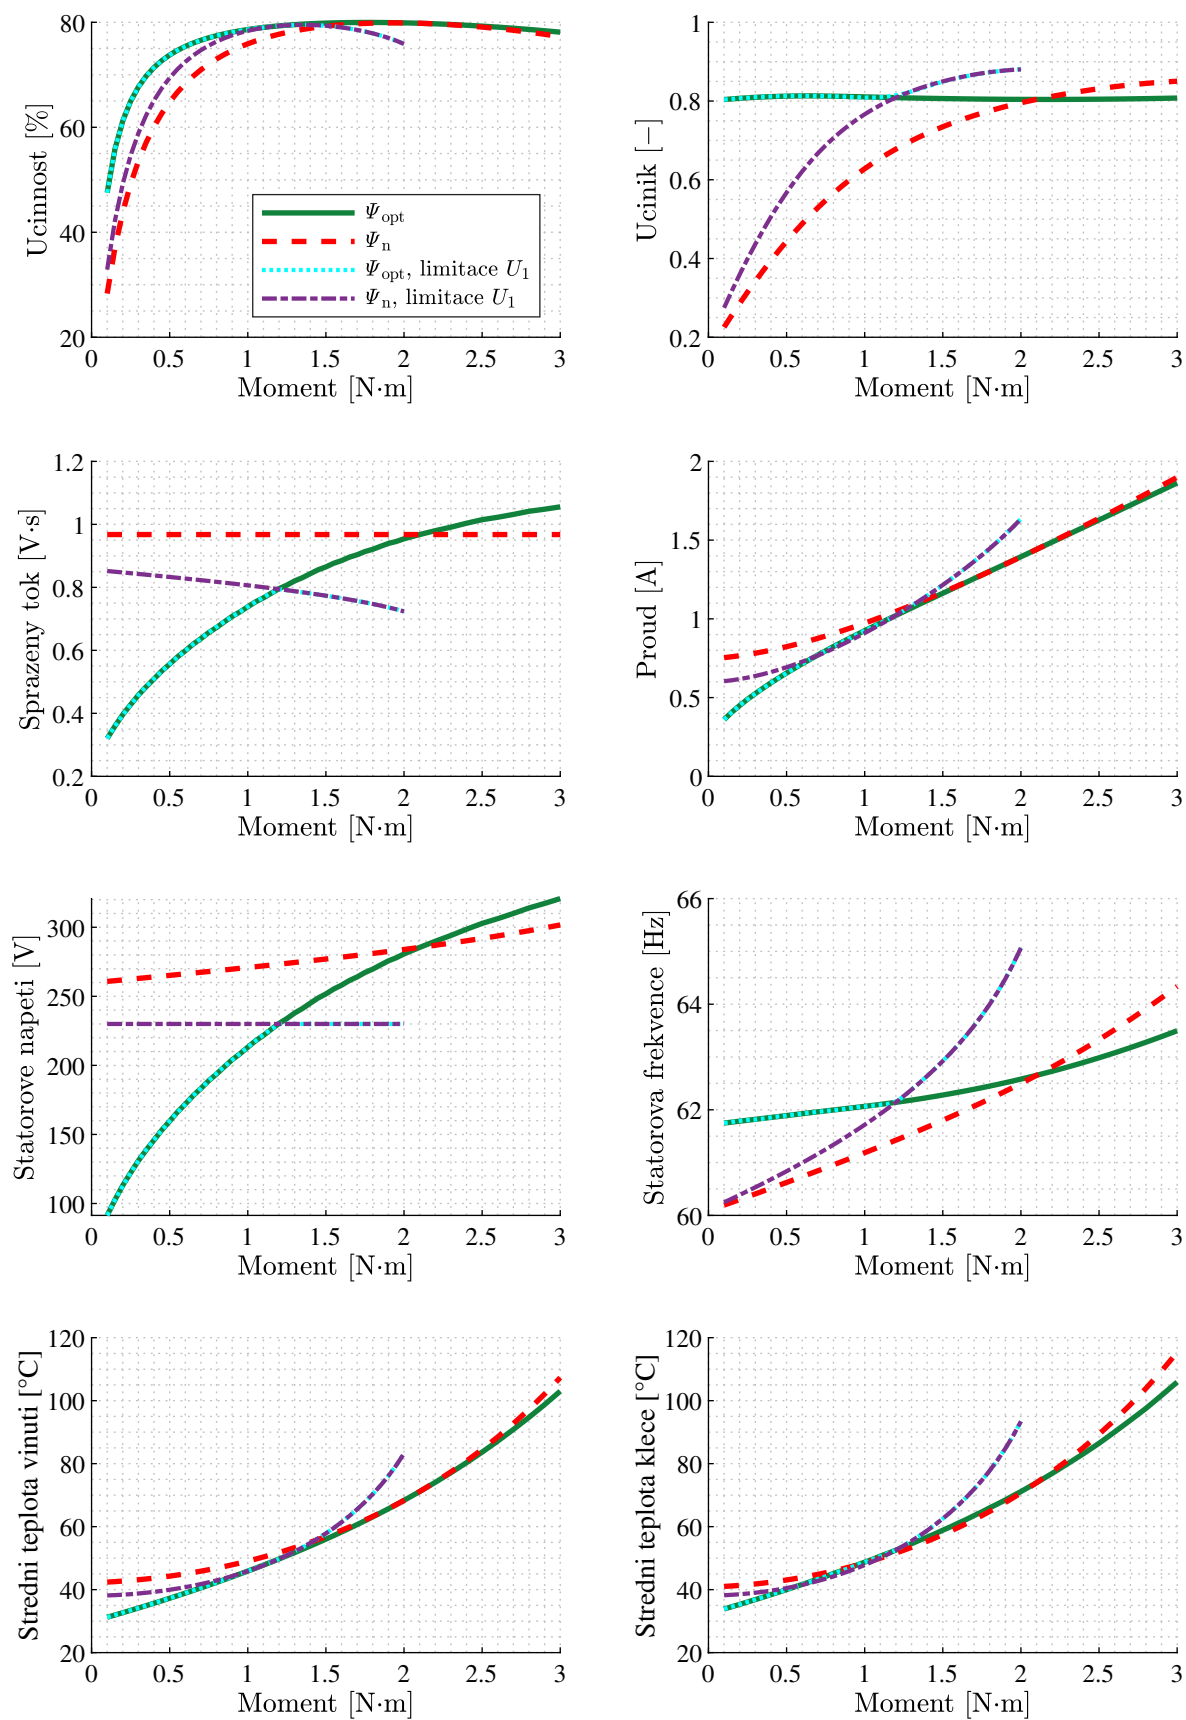 80
60
40
20
Ucinnost [%]
Ψopt
Ψn
Ψopt, limitace U1
Ψn, limitace U1
0 0.5 1 1.5 2 2.5 3
Moment [N·m]
1
0.8
0.6
0.4
0.2
Ucinik [−]
0 0.5 1 1.5 2 2.5 3
Moment [N·m]
1.2
1
0.8
0.6
0.4
0.2
Sprazeny tok [V·s]
0 0.5 1 1.5 2 2.5 3
Moment [N·m]
2
1.5
1
0.5
0
Proud [A]
0 0.5 1 1.5 2 2.5 3
Moment [N·m]
300
250
200
150
100
Statorove napeti [V]
0 0.5 1 1.5 2 2.5 3
Moment [N·m]
66
64
62
60
Statorova frekvence [Hz]
0 0.5 1 1.5 2 2.5 3
Moment [N·m]
120
100
80
60
40
20
Stredni teplota vinuti [°C]
0 0.5 1 1.5 2 2.5 3
Moment [N·m]
120
100
80
60
40
20
Stredni teplota klece [°C]
0 0.5 1 1.5 2 2.5 3
Moment [N·m]